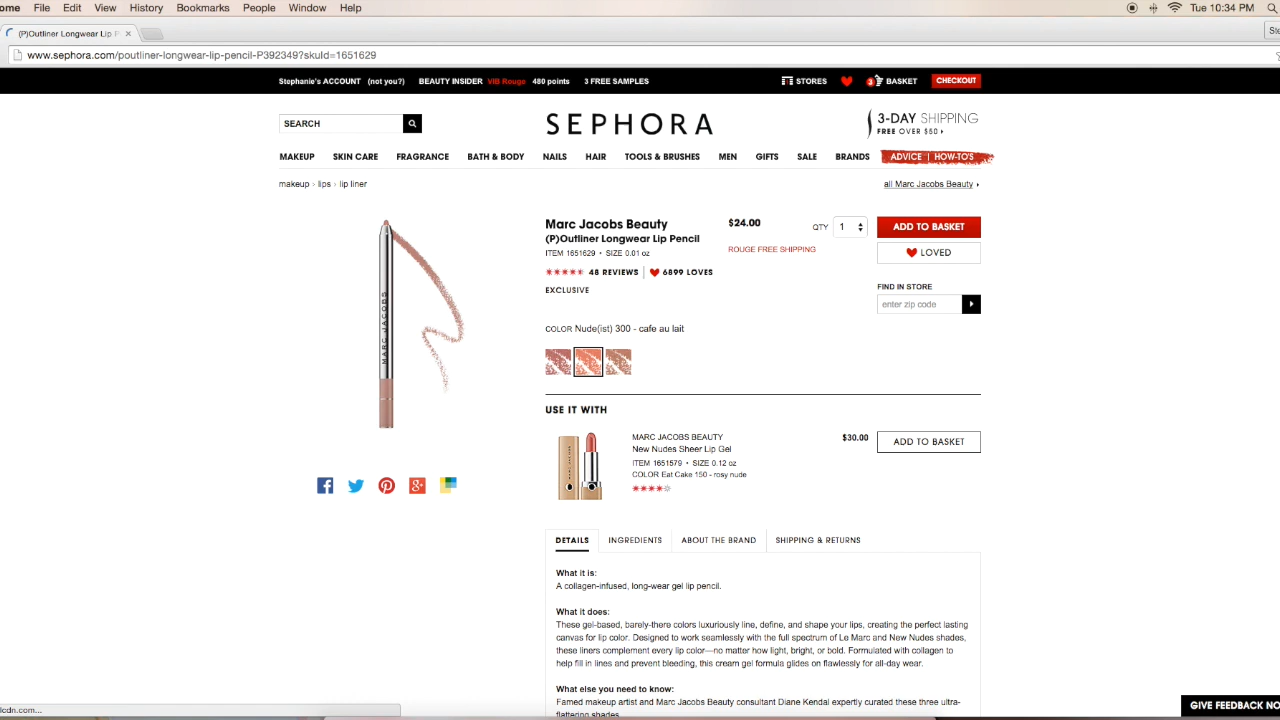 ome File Edit View History Bookmarks People Window Help Tue 10:34 PM
(P)Outliner Longwear Lip P
www.sephora.com/poutliner-longwear-lip-pencil-P392349?skuId=1651629
Stephanie's ACCOUNT (not you?) BEAUTY INSIDER VIB Rouge 480 points 3 FREE SAMPLES STORES 3 BASKET CHECKOUT
SEARCH
SEPHORA
3-DAY SHIPPING
FREE OVER $50
MAKEUP SKIN CARE FRAGRANCE BATH & BODY NAILS HAIR TOOLS & BRUSHES MEN GIFTS SALE BRANDS ADVICE | HOW-TO'S
makeup › lips › lip liner
all Marc Jacobs Beauty
MARC JACOBS
Marc Jacobs Beauty
(P)Outliner Longwear Lip Pencil
ITEM 1651629 • SIZE 0.01 oz
48 REVIEWS | 6899 LOVES
EXCLUSIVE
$24.00
ROUGE FREE SHIPPING
QTY 1
ADD TO BASKET
LOVED
FIND IN STORE
enter zip code
COLOR Nude(ist) 300 - cafe au lait
USE IT WITH
MARC JACOBS BEAUTY
New Nudes Sheer Lip Gel
ITEM 1651579 • SIZE 0.12 oz
COLOR Eat Cake 150 - rosy nude
$30.00
ADD TO BASKET
DETAILS INGREDIENTS ABOUT THE BRAND SHIPPING & RETURNS
What it is:
A collagen-infused, long-wear gel lip pencil.
What it does:
These gel-based, barely-there colors luxuriously line, define, and shape your lips, creating the perfect lasting
canvas for lip color. Designed to work seamlessly with the full spectrum of Le Marc and New Nudes shades,
these liners complement every lip color—no matter how light, bright, or bold. Formulated with collagen to
help fill in lines and prevent bleeding, this cream gel formula glides on flawlessly for all-day wear.
What else you need to know:
Famed makeup artist and Marc Jacobs Beauty consultant Diane Kendal expertly curated these three ultra-
flattering shades
lcdn.com...
GIVE FEEDBACK NO